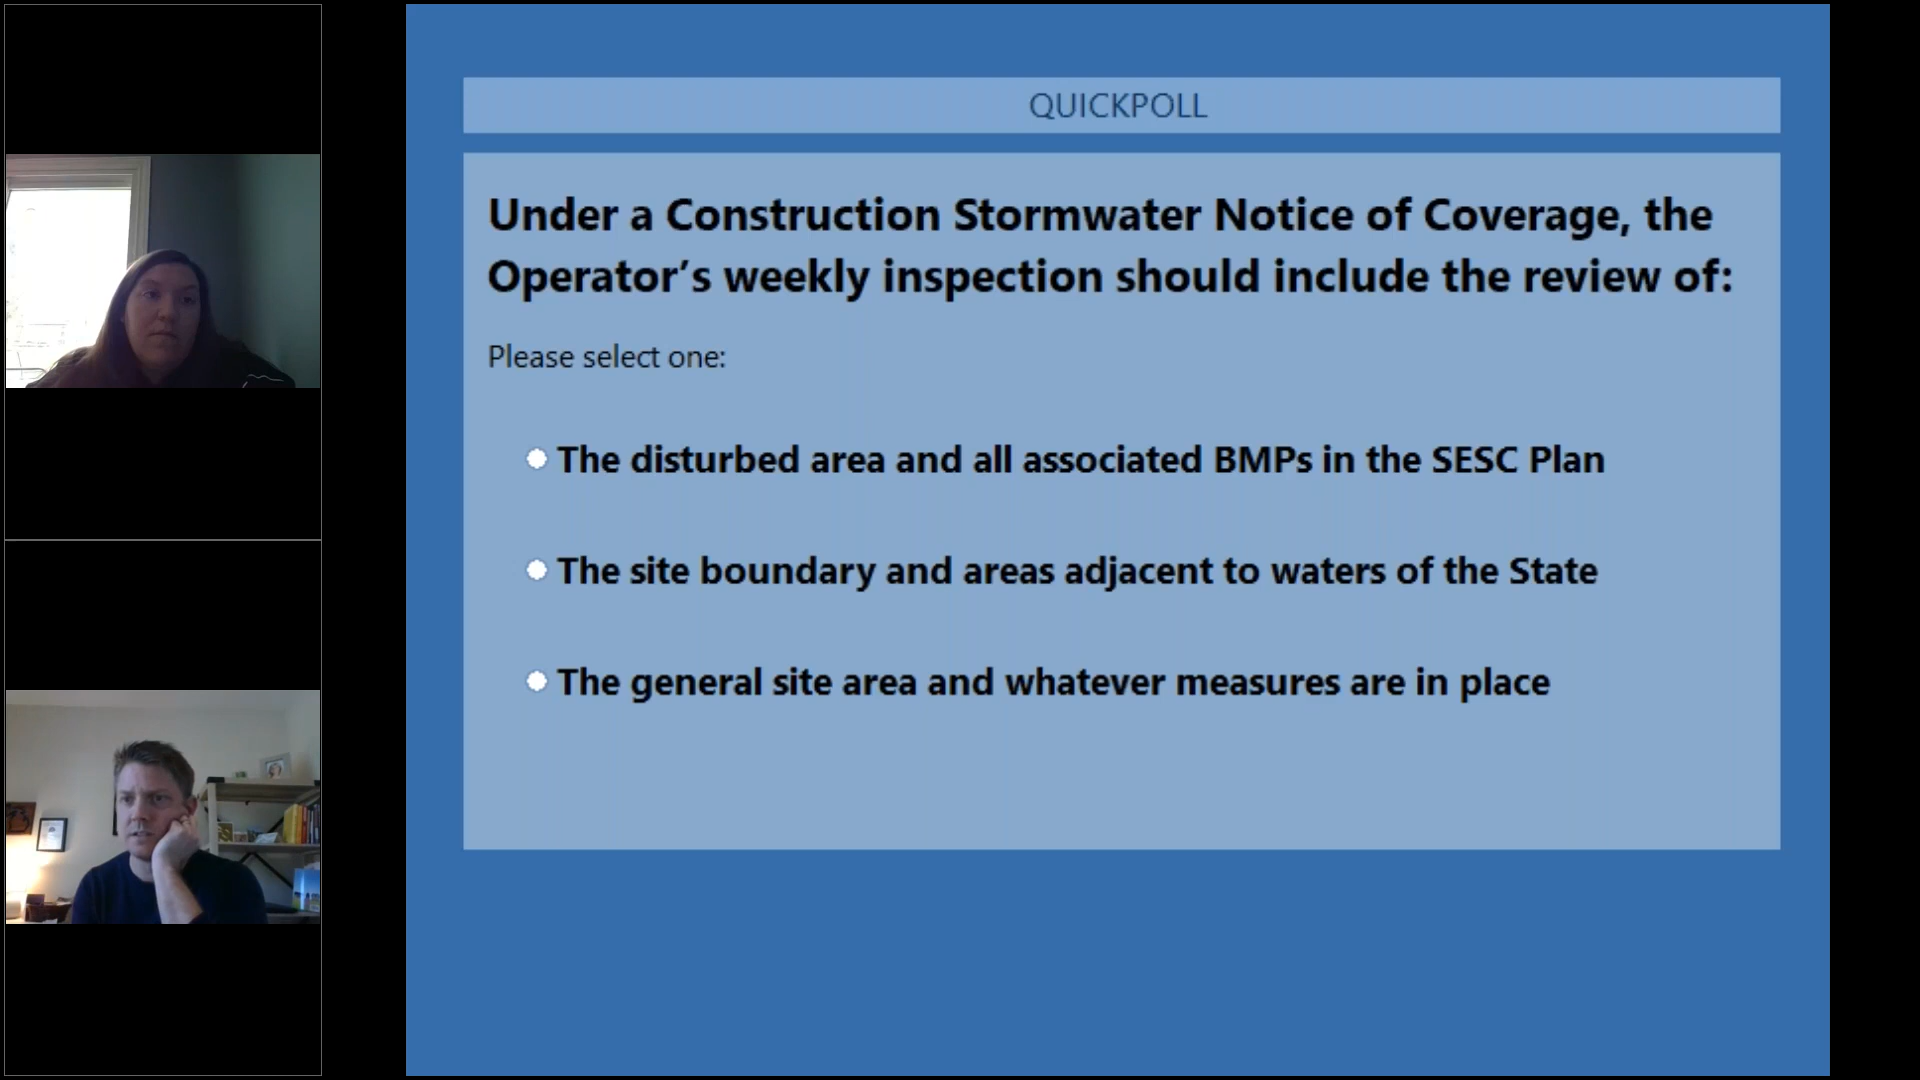 QUICKPOLL
Under a Construction Stormwater Notice of Coverage, the
Operator’s weekly inspection should include the review of:
Please select one:
The disturbed area and all associated BMPs in the SESC Plan
The site boundary and areas adjacent to waters of the State
The general site area and whatever measures are in place